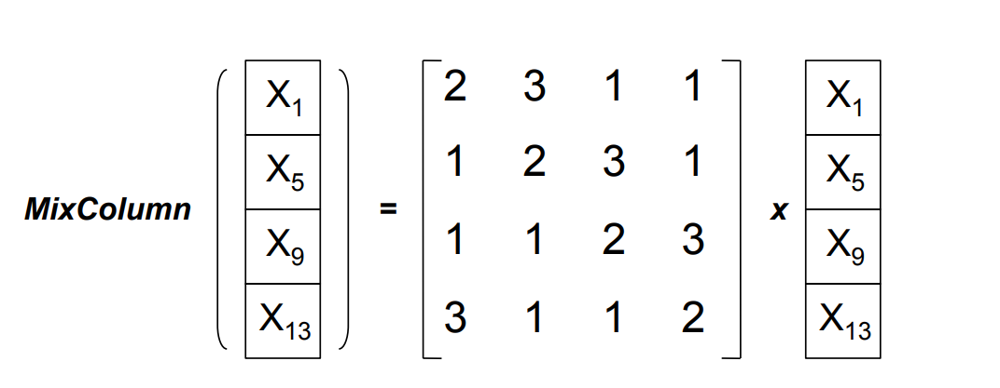 MixColumn ( X1 X5 X9 X13 ) = [ 2 3 1 1
1 2 3 1
1 1 2 3
3 1 1 2 ] x X1 X5 X9 X13